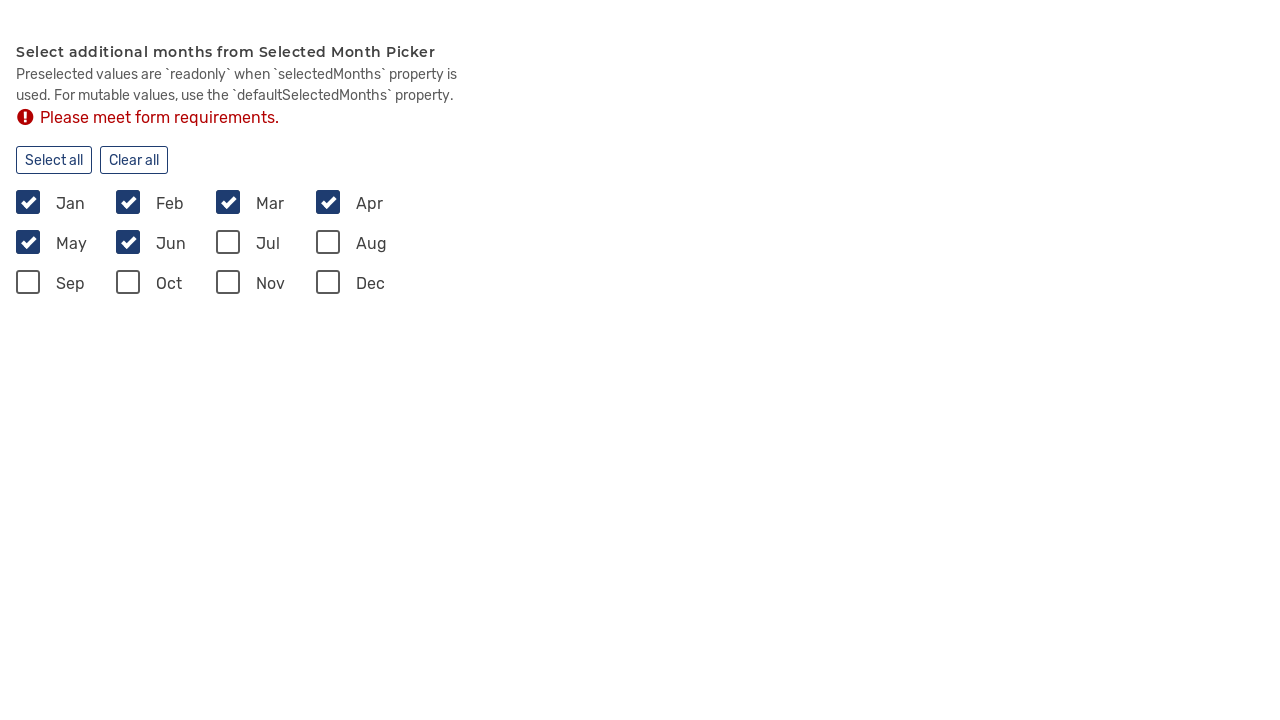 Select additional months from Selected Month Picker
Preselected values are `readonly` when `selectedMonths` property is
used. For mutable values, use the `defaultSelectedMonths` property.
Please meet form requirements.
Select all Clear all
Jan Feb Mar Apr
May Jun Jul Aug
Sep Oct Nov Dec